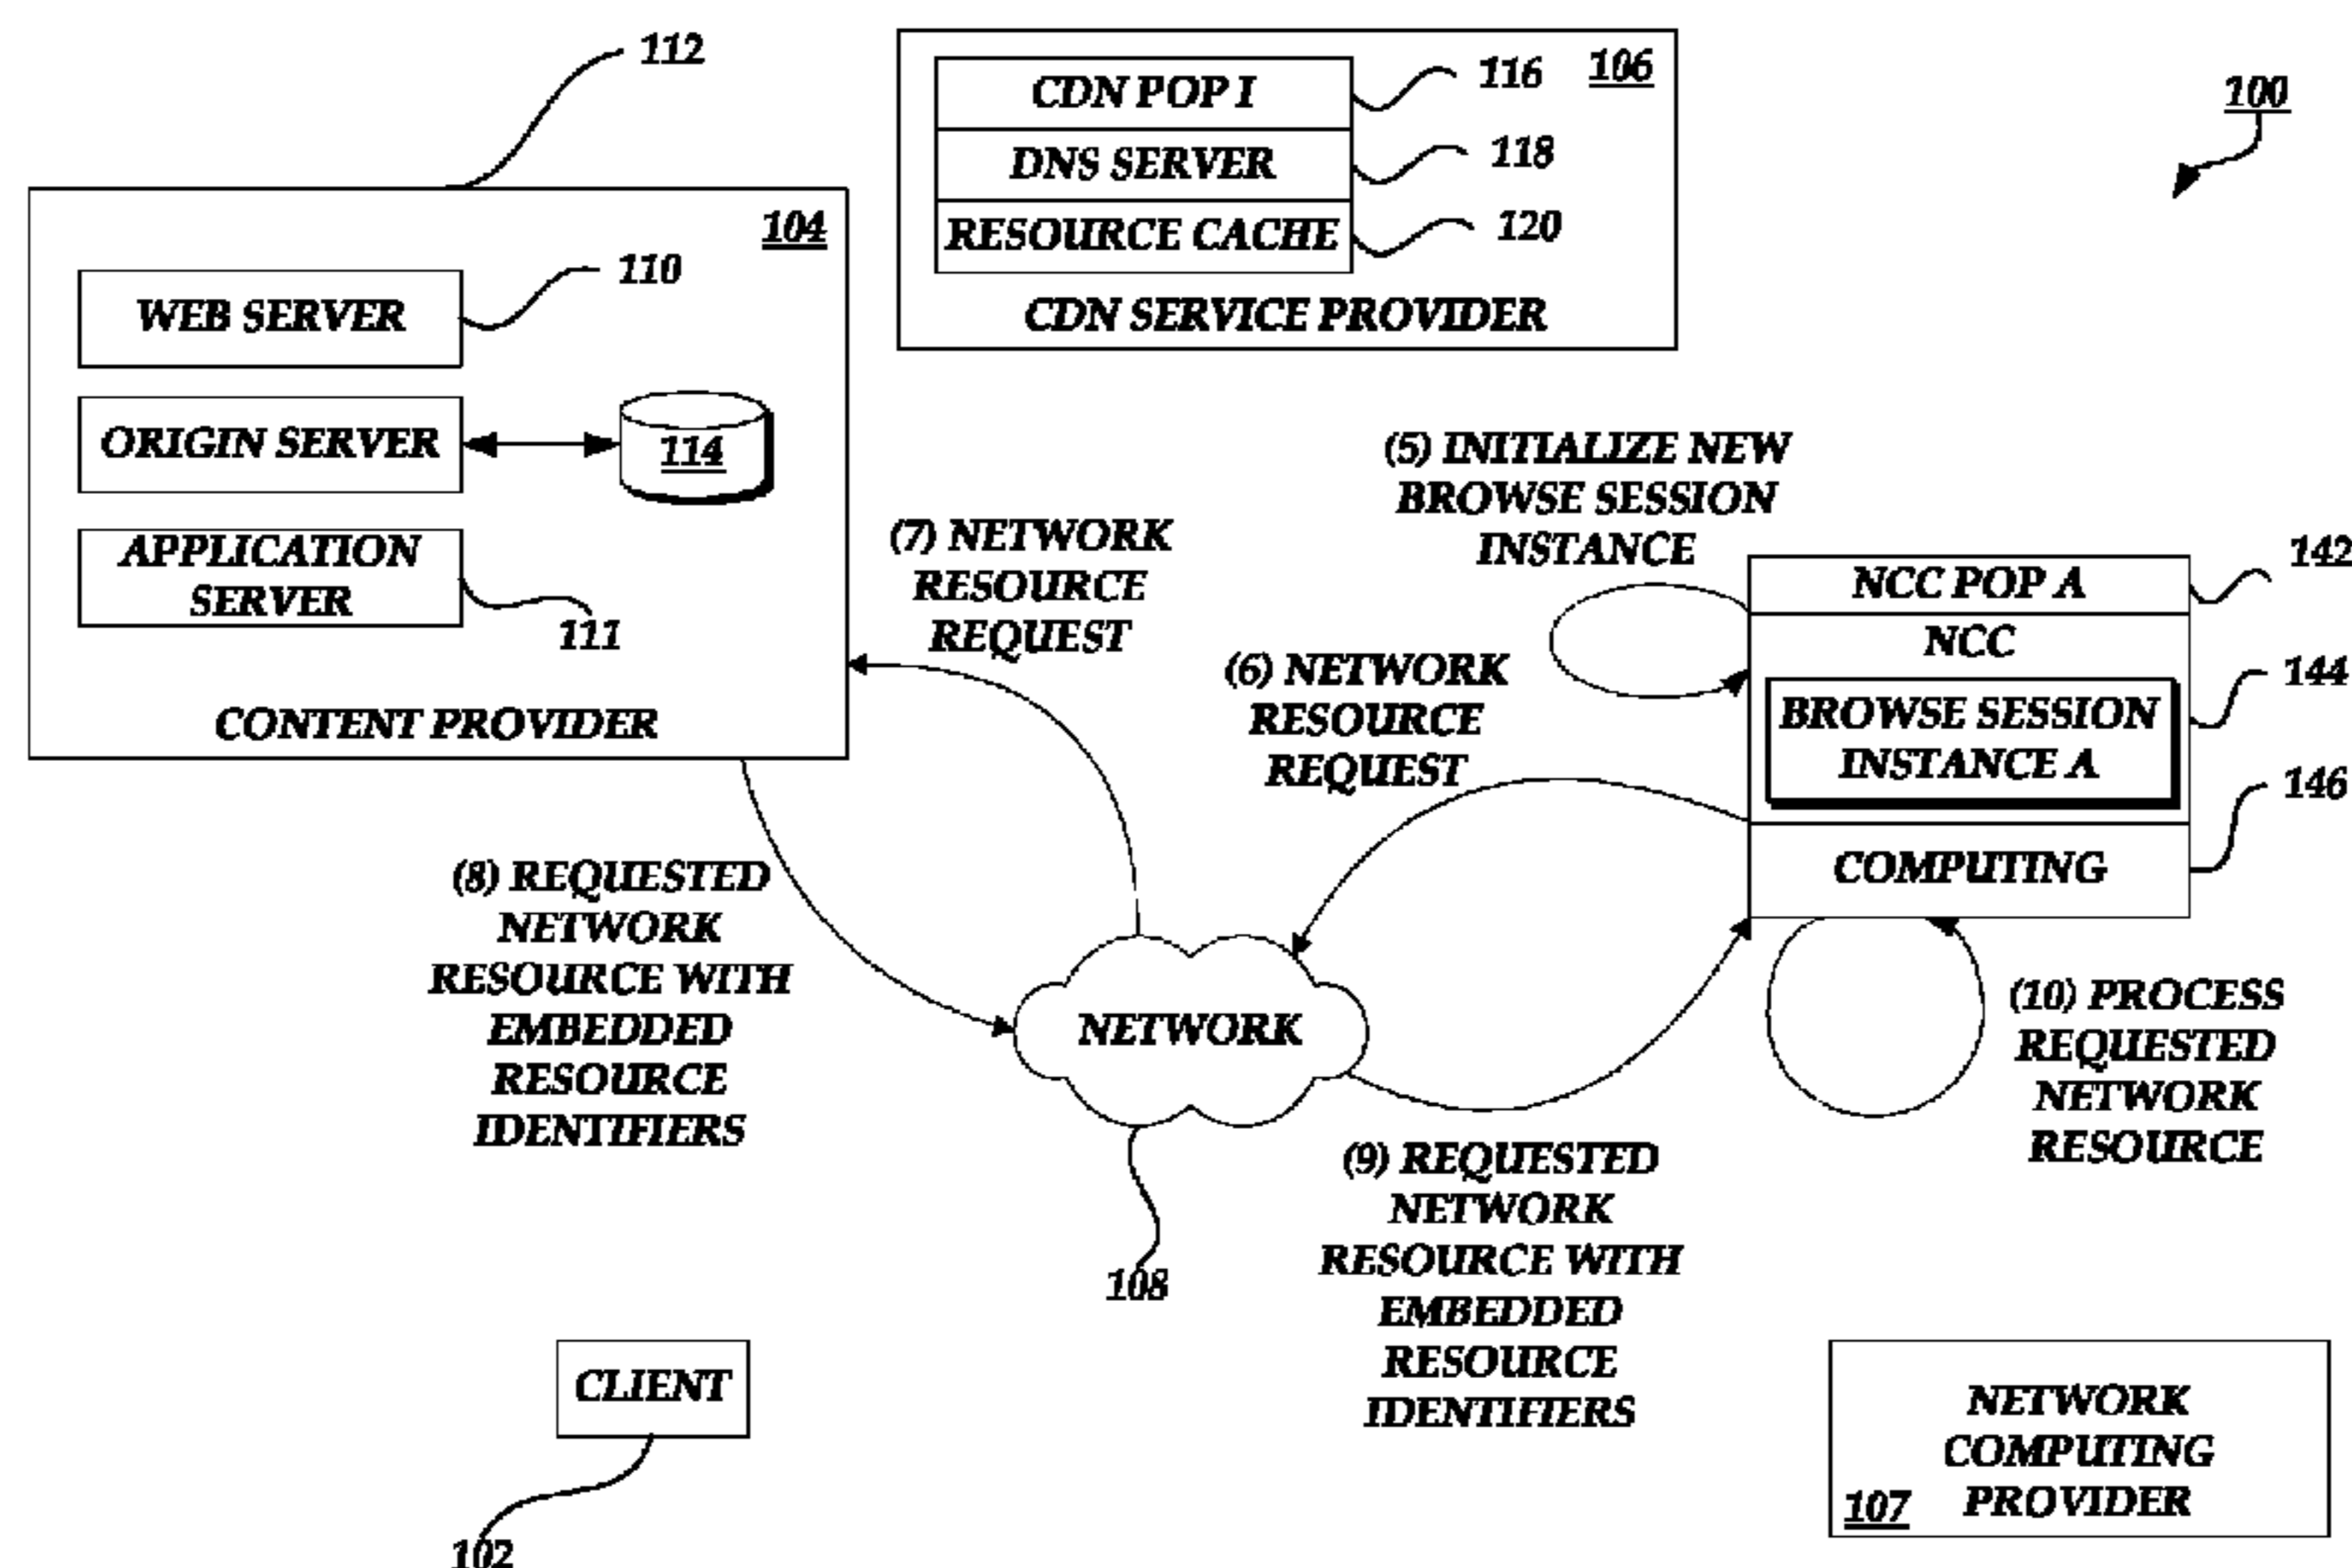 112
104
WEB SERVER
110
ORIGIN SERVER
114
APPLICATION
SERVER
111
CONTENT PROVIDER
CDN POP I
116
106
DNS SERVER
118
RESOURCE CACHE
120
CDN SERVICE PROVIDER
100
(5) INITIALIZE NEW
BROWSE SESSION
INSTANCE
(7) NETWORK
RESOURCE
REQUEST
(6) NETWORK
RESOURCE
REQUEST
NCC POP A
142
NCC
144
BROWSE SESSION
INSTANCE A
146
COMPUTING
(8) REQUESTED
NETWORK
RESOURCE WITH
EMBEDDED
RESOURCE
IDENTIFIERS
NETWORK
108
(10) PROCESS
REQUESTED
NETWORK
RESOURCE
(9) REQUESTED
NETWORK
RESOURCE WITH
EMBEDDED
RESOURCE
IDENTIFIERS
CLIENT
102
NETWORK
COMPUTING
PROVIDER
107